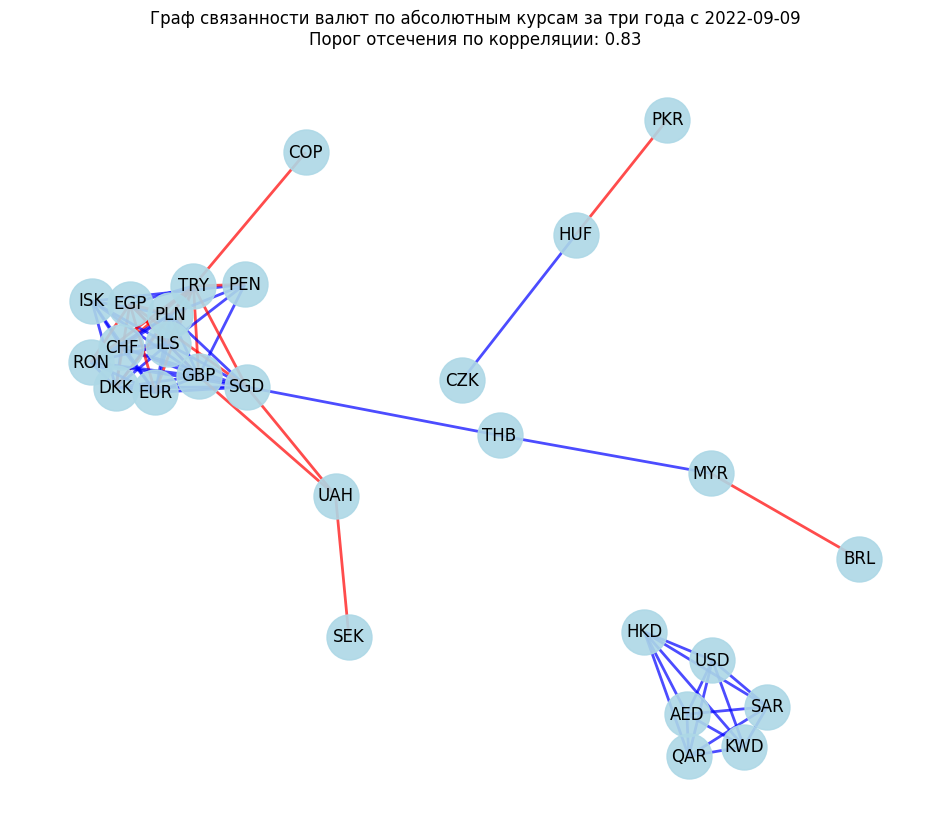 Граф связанности валют по абсолютным курсам за три года с 2022-09-09
Порог отсечения по корреляции: 0.83
PKR
COP
HUF
TRY
PEN
ISK
EGP
PLN
ILS
CHF
RON
GBP
SGD
DKK
EUR
CZK
THB
MYR
UAH
BRL
SEK
HKD
USD
SAR
AED
KWD
QAR